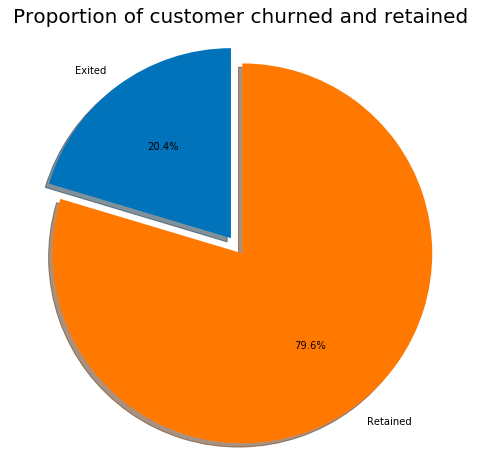 Proportion of customer churned and retained
Exited
20.4%
79.6%
Retained